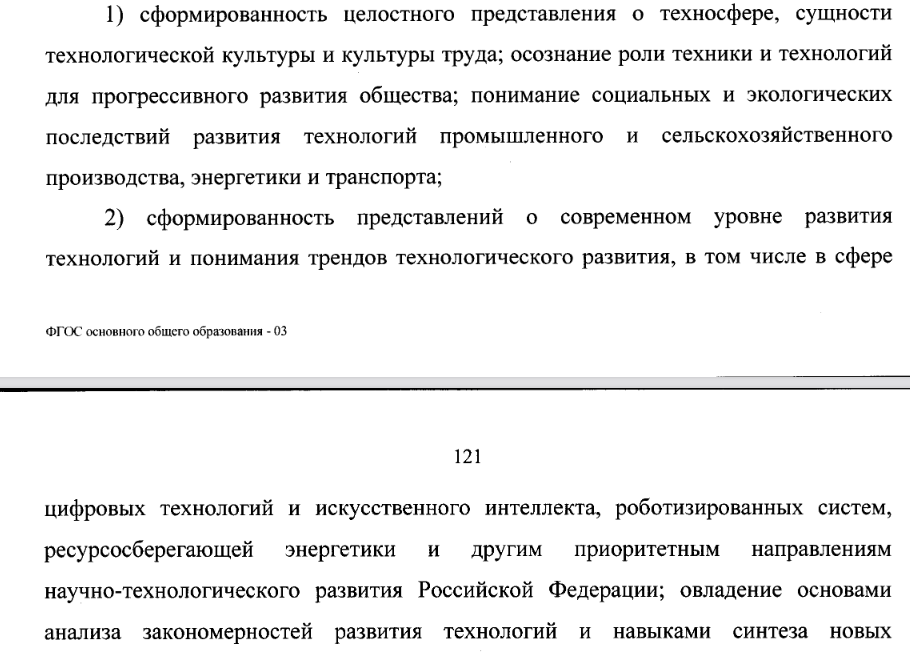 1) сформированность целостного представления о техносфере, сущности
технологической культуры и культуры труда; осознание роли техники и технологий
для прогрессивного развития общества; понимание социальных и экологических
последствий развития технологий промышленного и сельскохозяйственного
производства, энергетики и транспорта;
2) сформированность представлений о современном уровне развития
технологий и понимания трендов технологического развития, в том числе в сфере
ФГОС основного общего образования - 03
121
цифровых технологий и искусственного интеллекта, роботизированных систем,
ресурсосберегающей энергетики и другим приоритетным направлениям
научно-технологического развития Российской Федерации; овладение основами
анализа закономерностей развития технологий и навыками синтеза новых